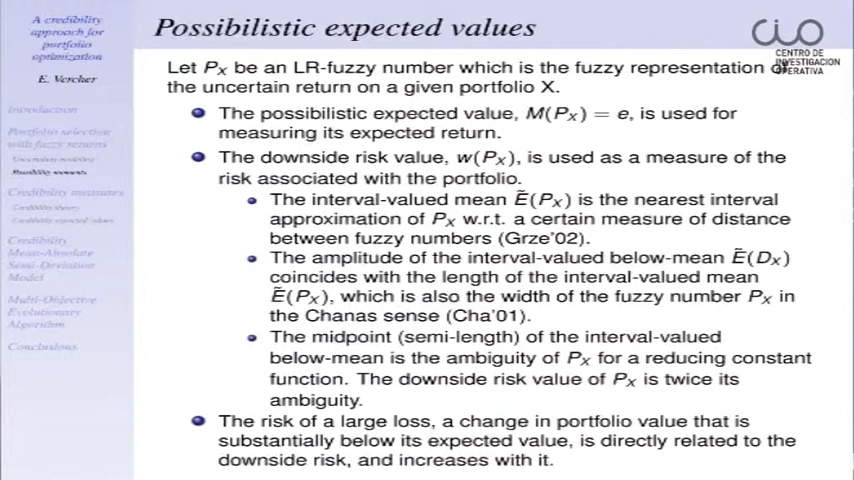 A credibility
approach for
portfolio
optimization
E. Vercher
Introduction
Portfolio selection
with fuzzy returns
Uncertainty modeling
Possibility moments
Credibility measures
Credibility theory
Credibility expected values
Credibility
Mean-Absolute
Semi-Deviation
Model
Multi-Objective
Evolutionary
Algorithm
Conclusions
Possibilistic expected values
CIO
CENTRO DE
INVESTIGACION
OPERATIVA
Let P_X be an LR-fuzzy number which is the fuzzy representation of
the uncertain return on a given portfolio X.
The possibilistic expected value, M(P_X) = e, is used for
measuring its expected return.
The downside risk value, w(P_X), is used as a measure of the
risk associated with the portfolio.
The interval-valued mean Ẽ(P_X) is the nearest interval
approximation of P_X w.r.t. a certain measure of distance
between fuzzy numbers (Grze'02).
The amplitude of the interval-valued below-mean Ẽ(D_X)
coincides with the length of the interval-valued mean
Ẽ(P_X), which is also the width of the fuzzy number P_X in
the Chanas sense (Cha'01).
The midpoint (semi-length) of the interval-valued
below-mean is the ambiguity of P_X for a reducing constant
function. The downside risk value of P_X is twice its
ambiguity.
The risk of a large loss, a change in portfolio value that is
substantially below its expected value, is directly related to the
downside risk, and increases with it.